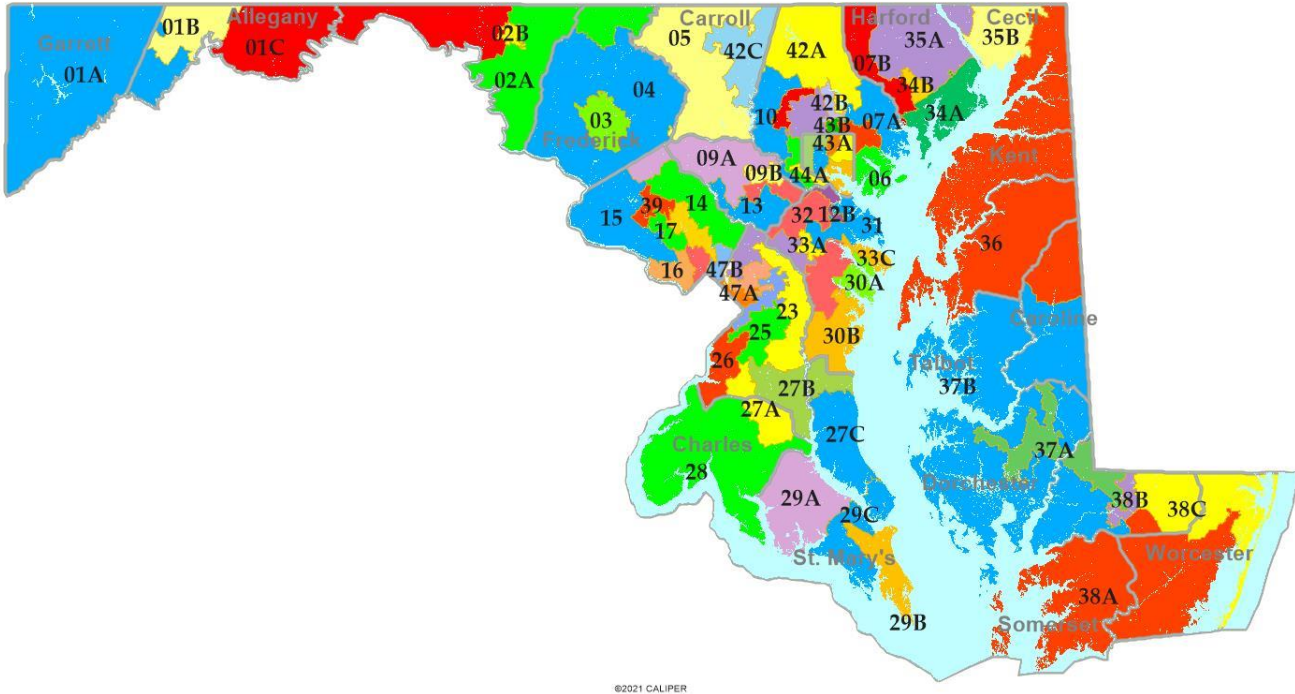 Garrett
01A
01B
Allegany
01C
02B
02A
04
03
Frederick
Carroll
05
42C
42A
Harford
07B
35A
Cecil
35B
34B
34A
10
42B
43B
43A
07A
44A
06
Kent
09A
09B
15
39
14
17
13
32
12B
31
33A
33C
16
47B
47A
30A
36
23
25
30B
26
27B
27A
27C
Caroline
Talbot
37B
Charles
28
37A
Dorchester
29A
29C
St. Mary's
29B
38B
38C
Worcester
38A
Somerset
©2021 CALIPER